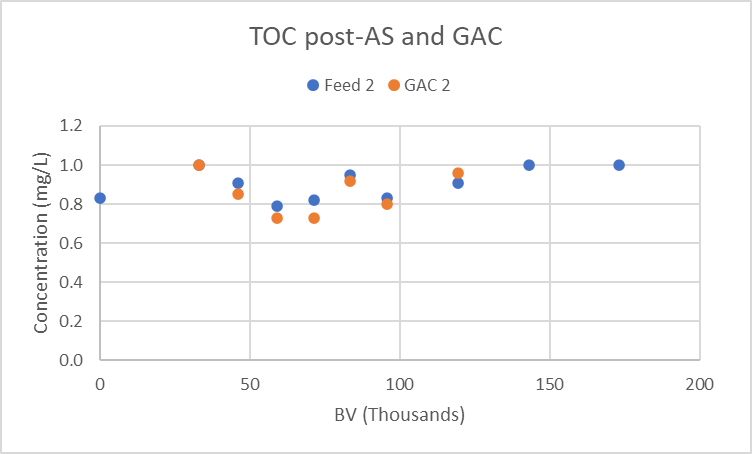 TOC post-AS and GAC
Feed 2 GAC 2
Concentration (mg/L)
1.2
1.0
0.8
0.6
0.4
0.2
0.0
0 50 100 150 200
BV (Thousands)